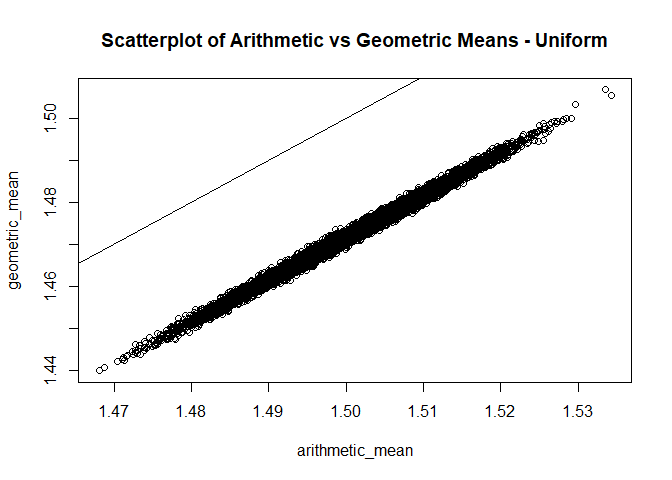 Scatterplot of Arithmetic vs Geometric Means - Uniform
geometric_mean
1.50
1.48
1.46
1.44
1.47 1.48 1.49 1.50 1.51 1.52 1.53
arithmetic_mean